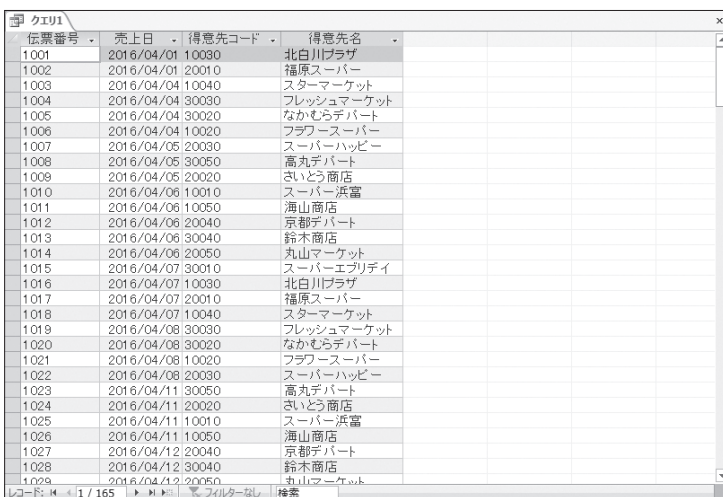 クエリ1
伝票番号 売上日 得意先コード 得意先名
1001 2016/04/01 10030 北白川プラザ
1002 2016/04/01 20010 福原スーパー
1003 2016/04/04 10040 スターマーケット
1004 2016/04/04 30030 フレッシュマーケット
1005 2016/04/04 30020 なかむらデパート
1006 2016/04/04 10020 フラワースーパー
1007 2016/04/05 20030 スーパーハッピー
1008 2016/04/05 30050 高丸デパート
1009 2016/04/05 20020 さいとう商店
1010 2016/04/06 10010 スーパー浜富
1011 2016/04/06 10050 海山商店
1012 2016/04/06 20040 京都デパート
1013 2016/04/06 30040 鈴木商店
1014 2016/04/06 20050 丸山マーケット
1015 2016/04/07 30010 スーパーエブリデイ
1016 2016/04/07 10030 北白川プラザ
1017 2016/04/07 20010 福原スーパー
1018 2016/04/07 10040 スターマーケット
1019 2016/04/08 30030 フレッシュマーケット
1020 2016/04/08 30020 なかむらデパート
1021 2016/04/08 10020 フラワースーパー
1022 2016/04/08 20030 スーパーハッピー
1023 2016/04/11 30050 高丸デパート
1024 2016/04/11 20020 さいとう商店
1025 2016/04/11 10010 スーパー浜富
1026 2016/04/11 10050 海山商店
1027 2016/04/12 20040 京都デパート
1028 2016/04/12 30040 鈴木商店
1029 2016/04/12 20050 丸山マーケット
レコード: 1 / 165 フィルターなし 検索